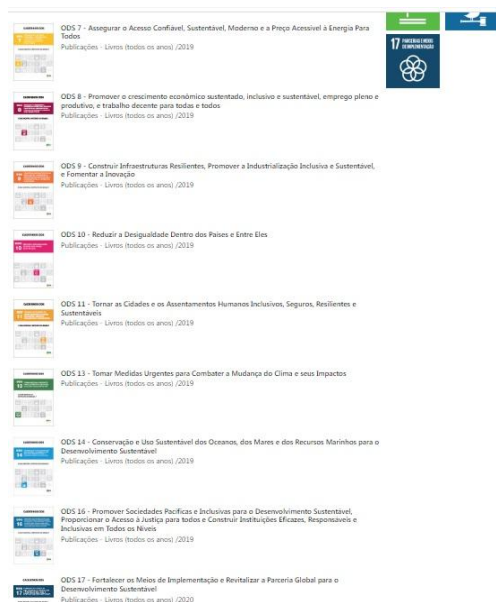 ODS 7 - Assegurar o Acesso Confiável, Sustentável, Moderno e a Preço Acessível à Energia Para
Todos
Publicações - Livros (todos os anos) /2019
ODS 8 - Promover o crescimento econômico sustentado, inclusivo e sustentável, emprego pleno e
produtivo, e trabalho decente para todas e todos
Publicações - Livros (todos os anos) /2019
ODS 9 - Construir Infraestruturas Resilientes, Promover a Industrialização Inclusiva e Sustentável,
e Fomentar a Inovação
Publicações - Livros (todos os anos) /2019
ODS 10 - Reduzir a Desigualdade Dentro dos Países e Entre Eles
Publicações - Livros (todos os anos) /2019
ODS 11 - Tornar as Cidades e os Assentamentos Humanos Inclusivos, Seguros, Resilientes e
Sustentáveis
Publicações - Livros (todos os anos) /2019
ODS 13 - Tomar Medidas Urgentes para Combater a Mudança do Clima e seus Impactos
Publicações - Livros (todos os anos) /2019
ODS 14 - Conservação e Uso Sustentável dos Oceanos, dos Mares e dos Recursos Marinhos para o
Desenvolvimento Sustentável
Publicações - Livros (todos os anos) /2019
ODS 16 - Promover Sociedades Pacíficas e Inclusivas para o Desenvolvimento Sustentável,
Proporcionar o Acesso à Justiça para todos e Construir Instituições Eficazes, Responsáveis e
Inclusivas em Todos os Níveis
Publicações - Livros (todos os anos) /2019
ODS 17 - Fortalecer os Meios de Implementação e Revitalizar a Parceria Global para o
Desenvolvimento Sustentável
Publicações - Livros (todos os anos) /2020
17 PARCERIAS E MEIOS
DE IMPLEMENTAÇÃO